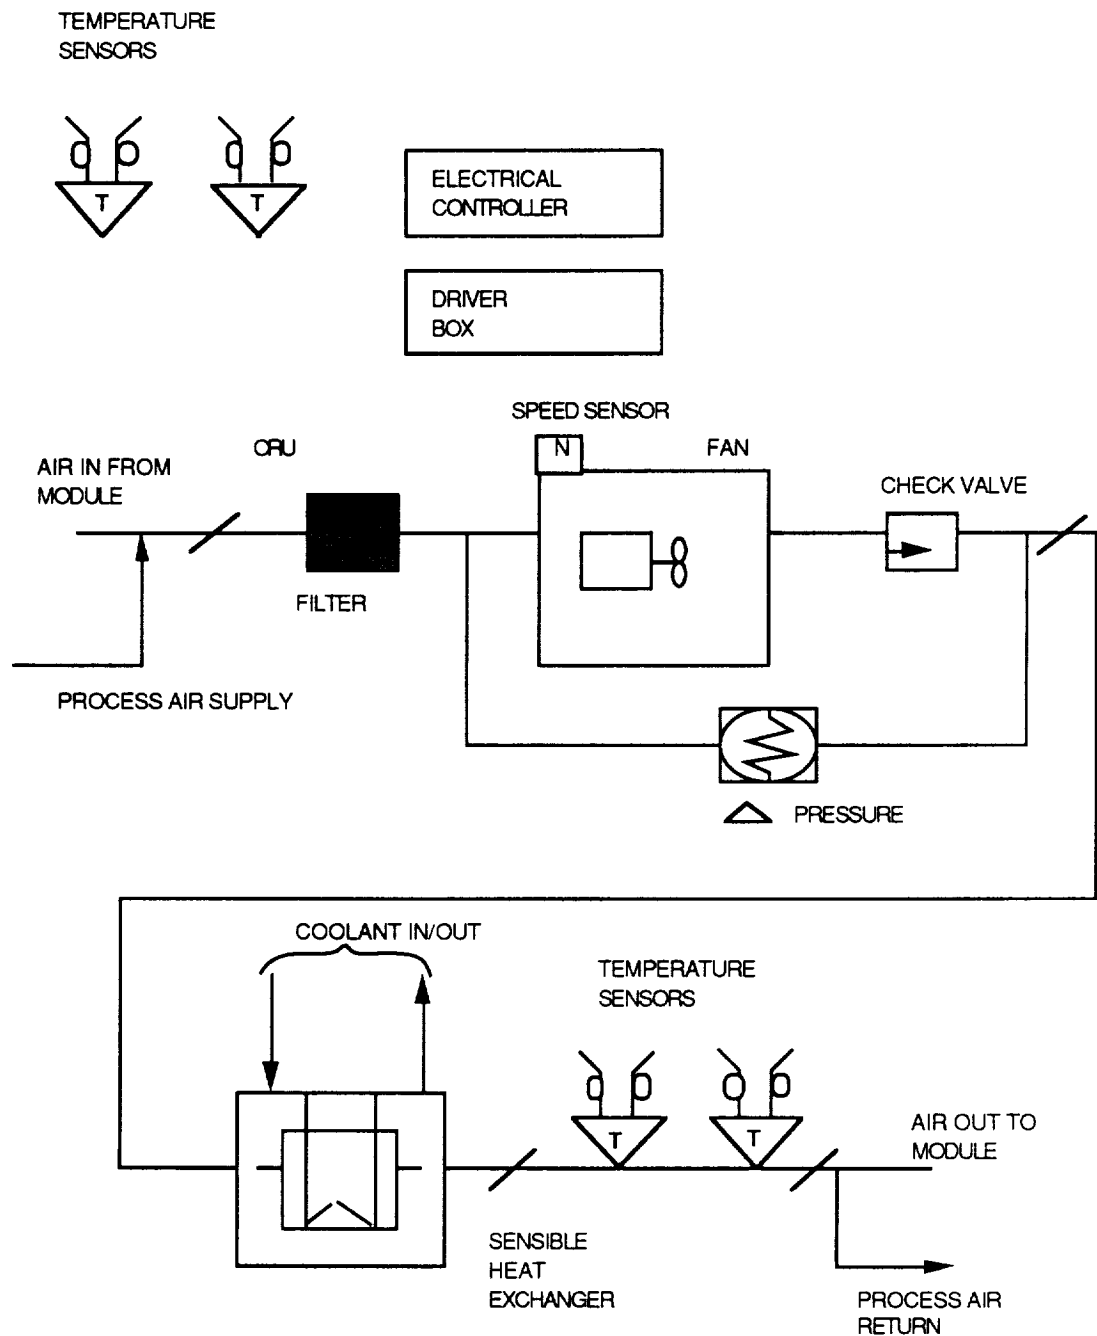 TEMPERATURE
SENSORS
T
T
ELECTRICAL
CONTROLLER
DRIVER
BOX
SPEED SENSOR
N
FAN
ORU
AIR IN FROM
MODULE
CHECK VALVE
FILTER
PROCESS AIR SUPPLY
PRESSURE
COOLANT IN/OUT
TEMPERATURE
SENSORS
T
T
AIR OUT TO
MODULE
SENSIBLE
HEAT
EXCHANGER
PROCESS AIR
RETURN